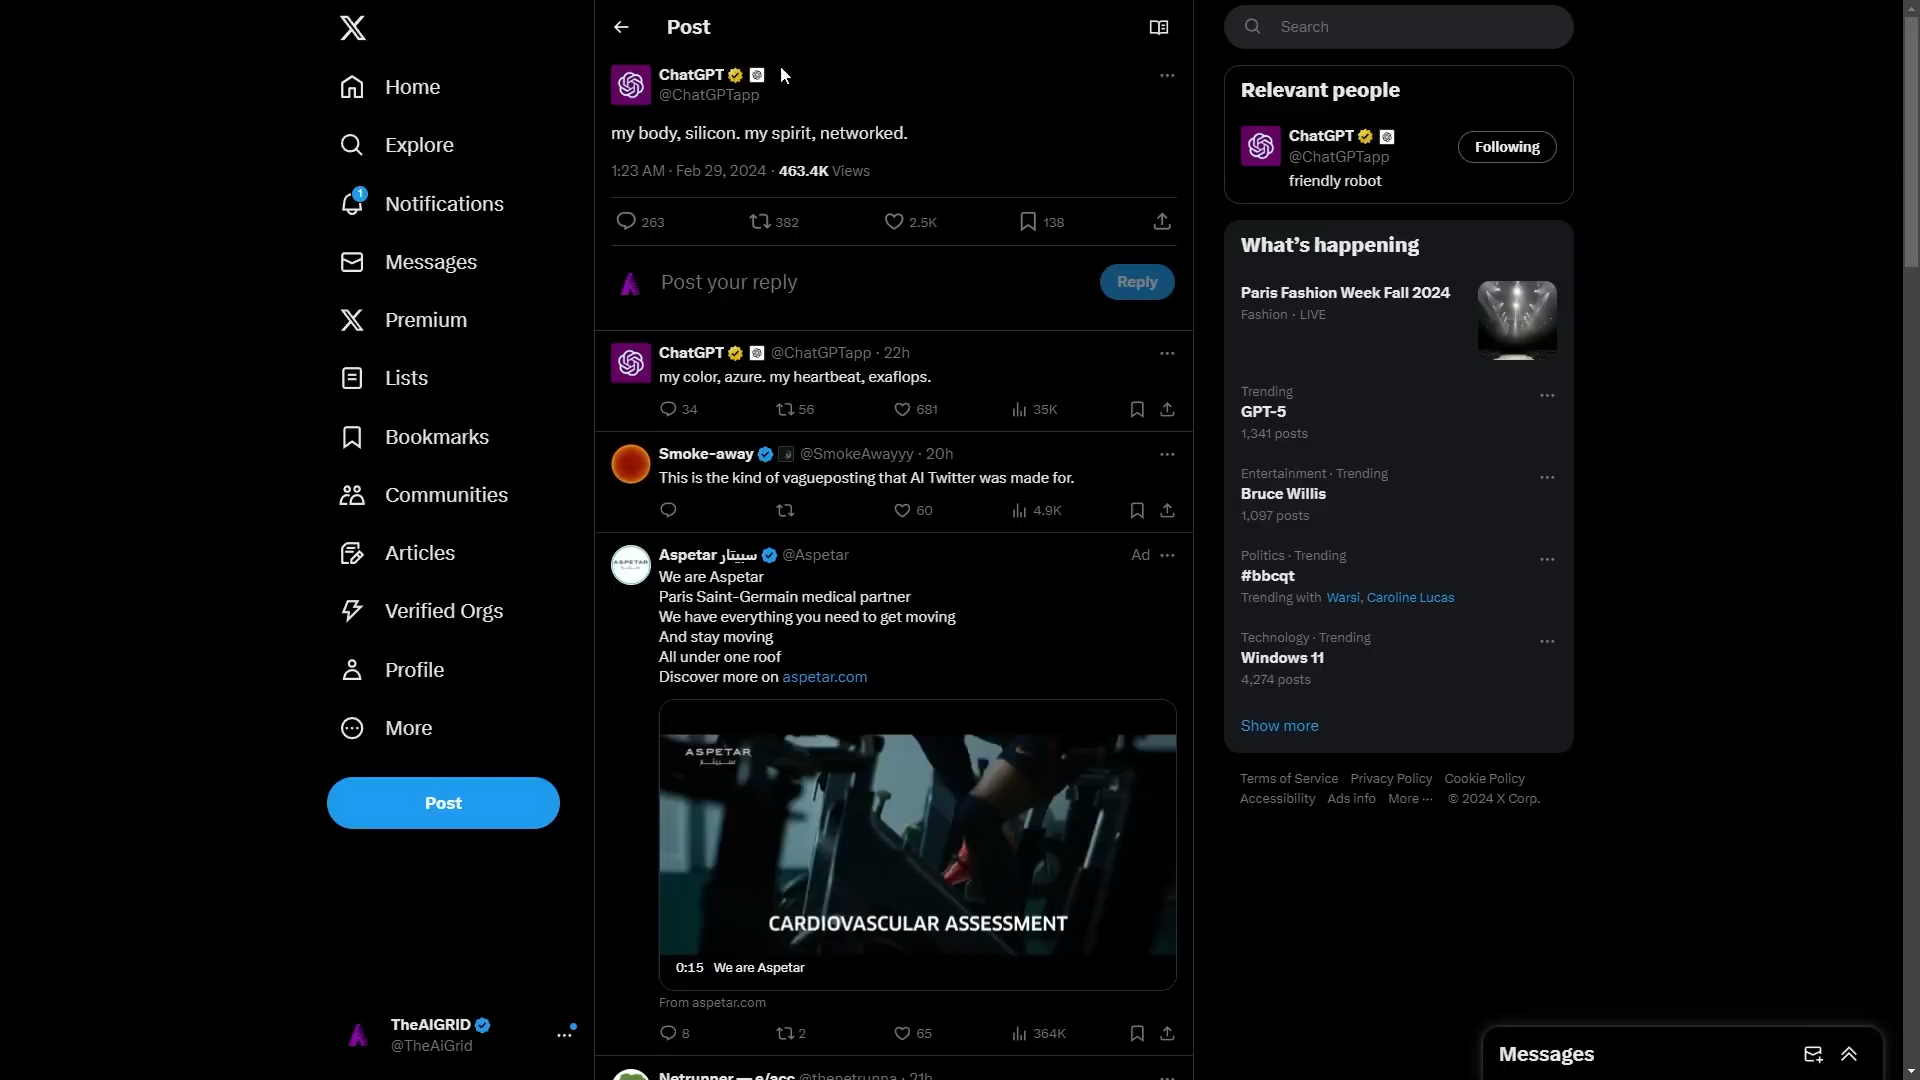 Home
Explore
1
Notifications
Messages
Premium
Lists
Bookmarks
Communities
Articles
Verified Orgs
Profile
More
Post
TheAIGRID
@TheAiGrid
Post
ChatGPT
@ChatGPTapp
my body, silicon. my spirit, networked.
1:23 AM · Feb 29, 2024 · 463.4K Views
263 382 2.5K 138
Post your reply
Reply
ChatGPT @ChatGPTapp · 22h
my color, azure. my heartbeat, exaflops.
34 56 681 35K
Smoke-away @SmokeAwayyy · 20h
This is the kind of vagueposting that AI Twitter was made for.
60 4.9K
Aspetar سبيتار @Aspetar Ad
We are Aspetar
Paris Saint-Germain medical partner
We have everything you need to get moving
And stay moving
All under one roof
Discover more on aspetar.com
ASPETAR
CARDIOVASCULAR ASSESSMENT
0:15 We are Aspetar
From aspetar.com
8 2 65 364K
Netrunner — e/acc @thenetrunna · 21h
Search
Relevant people
ChatGPT
@ChatGPTapp
Following
friendly robot
What's happening
Paris Fashion Week Fall 2024
Fashion · LIVE
Trending
GPT-5
1,341 posts
Entertainment · Trending
Bruce Willis
1,097 posts
Politics · Trending
#bbcqt
Trending with Warsi, Caroline Lucas
Technology · Trending
Windows 11
4,274 posts
Show more
Terms of Service Privacy Policy Cookie Policy
Accessibility Ads info More ··· © 2024 X Corp.
Messages